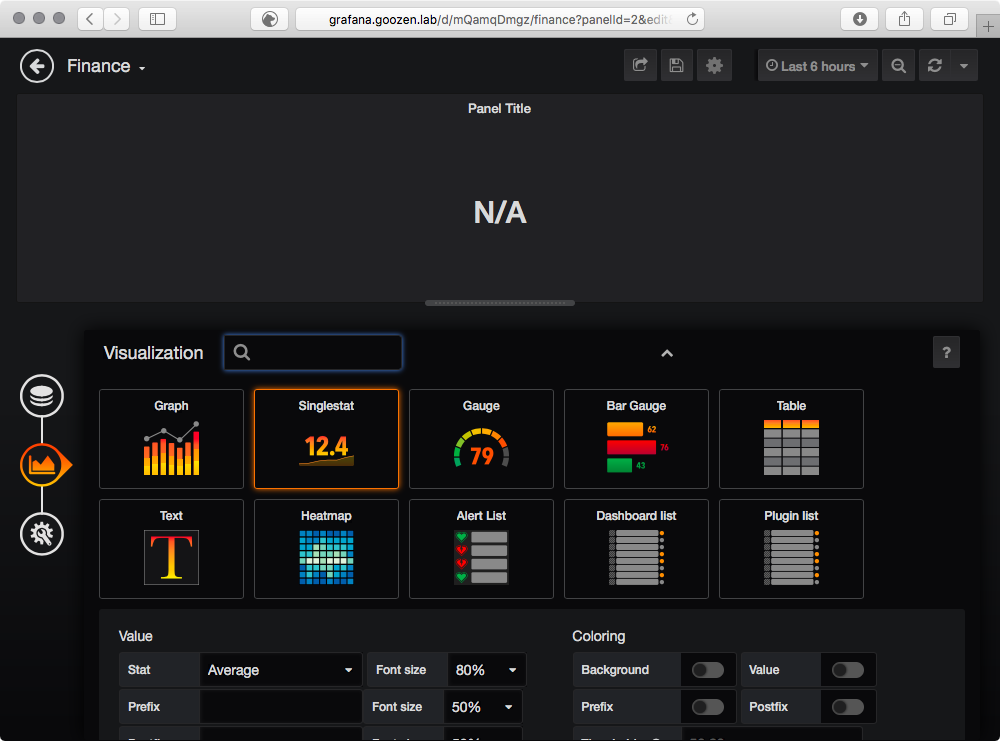 grafana.goozen.lab/d/mQamqDmgz/finance?panelId=2&edit
Finance
Last 6 hours
Panel Title
N/A
Visualization
?
Graph Singlestat Gauge Bar Gauge Table
12.4 79 62 76 43
Text Heatmap Alert List Dashboard list Plugin list
T
Value Coloring
Stat Average Font size 80% Background Value
Prefix Font size 50% Prefix Postfix